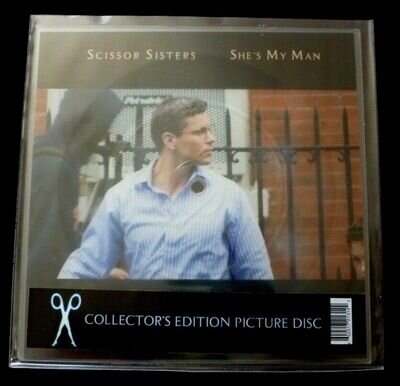 SCISSOR SISTERS SHE'S MY MAN
COLLECTOR'S EDITION PICTURE DISC